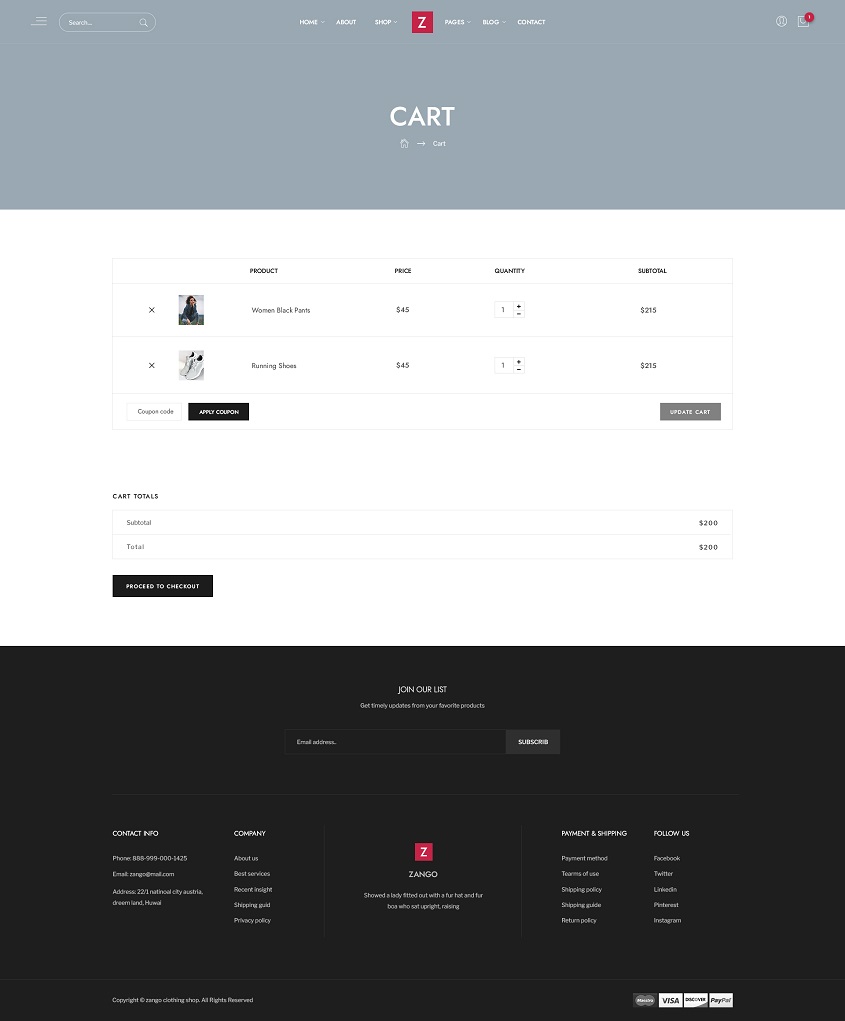 Search...
HOME
ABOUT
SHOP
Z
PAGES
BLOG
CONTACT
1
CART
Cart
PRODUCT PRICE QUANTITY SUBTOTAL
Women Black Pants $45 1 + - $215
Running Shoes $45 1 + - $215
Coupon code APPLY COUPON UPDATE CART
CART TOTALS
Subtotal $200
Total $200
PROCEED TO CHECKOUT
JOIN OUR LIST
Get timely updates from your favorite products
Email address.. SUBSCRIB
CONTACT INFO
Phone: 888-999-000-1425
Email: zango@mail.com
Address: 22/1 natinoal city austria,
dreem land, Huwai
COMPANY
About us
Best services
Recent insight
Shipping guid
Privacy policy
Z
ZANGO
Showed a lady fitted out with a fur hat and fur
boa who sat upright, raising
PAYMENT & SHIPPING
Payment method
Tearms of use
Shipping policy
Shipping guide
Return policy
FOLLOW US
Facebook
Twitter
Linkedin
Pinterest
Instagram
Copyright © zango clothing shop. All Rights Reserved
Maestro VISA DISCOVER PayPal